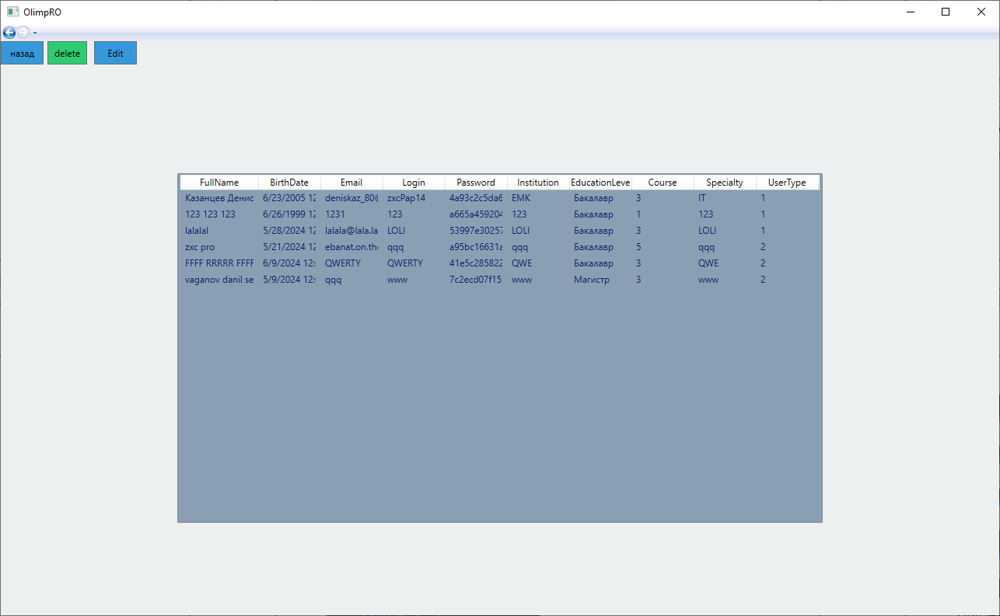 OlimpRO
назад delete Edit
FullName BirthDate Email Login Password Institution EducationLeve Course Specialty UserType
Казанцев Денис 6/23/2005 12 deniskaz_80@ zxcPap14 4a93c2c5da6 EMK Бакалавр 3 IT 1
123 123 123 6/26/1999 12 1231 123 a665a459204 123 Бакалавр 1 123 1
lalalal 5/28/2024 12 lalala@lala.la LOLI 53997e30257 LOLI Бакалавр 3 LOLI 1
zxc pro 5/21/2024 12 ebanat.on.the qqq a95bc16631a qqq Бакалавр 5 qqq 2
FFFF RRRRR FFFF 6/9/2024 12: QWERTY QWERTY 41e5c285822 QWE Бакалавр 3 QWE 2
vaganov danil se 5/9/2024 12: qqq www 7c2ecd07f15 www Магистр 3 www 2